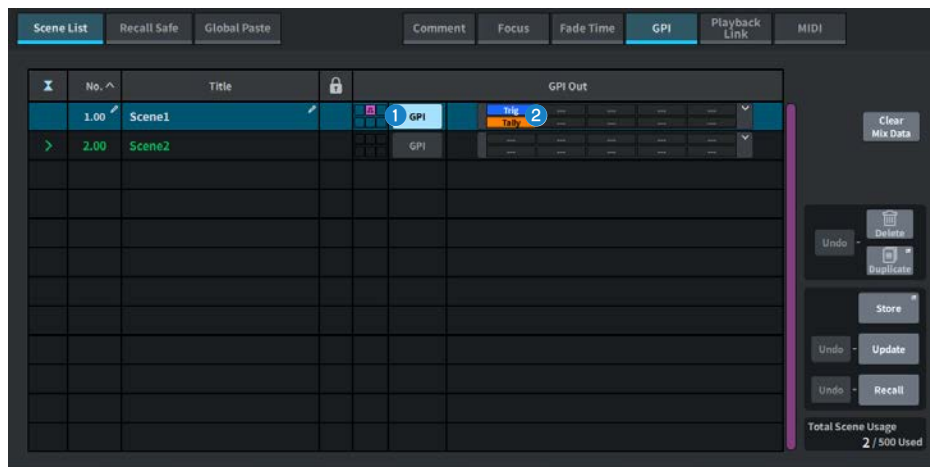 Scene List Recall Safe Global Paste Comment Focus Fade Time GPI Playback Link MIDI
No. Title GPI Out
1.00 Scene1 1 GPI Trig 2 --- --- --- ---
Tally --- --- --- ---
2.00 Scene2 GPI --- --- --- --- ---
--- --- --- --- ---
Clear
Mix Data
Undo - Delete
Duplicate
Store
Undo - Update
Undo - Recall
Total Scene Usage
2 / 500 Used